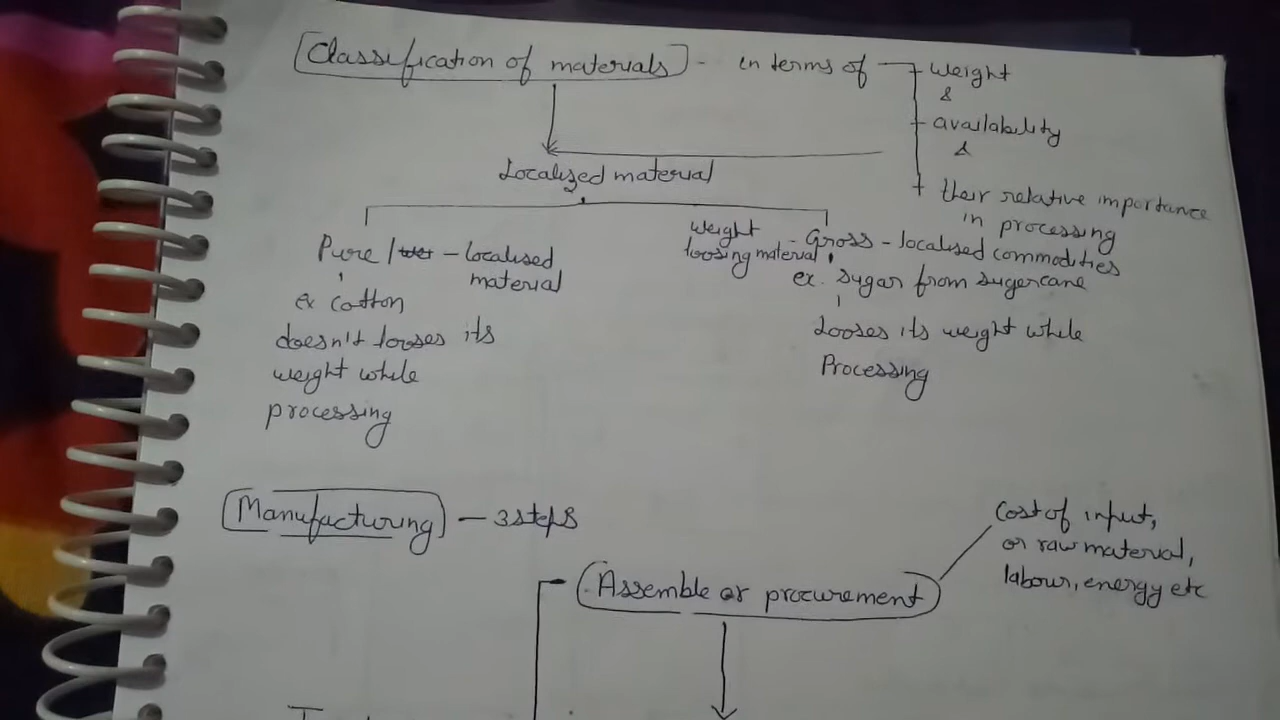 Classification of materials - in terms of
weight
&
availability
&
their relative importance
in processing
Localised material
Pure / - localised
material
ex cotton
doesn't looses its
weight while
processing
weight
loosing material
- Gross - localised commodities
ex. sugar from sugercane
Looses its weight while
Processing
Manufacturing - 3 steps
Assemble or procurement
Cost of input,
or raw material,
labour, energy etc